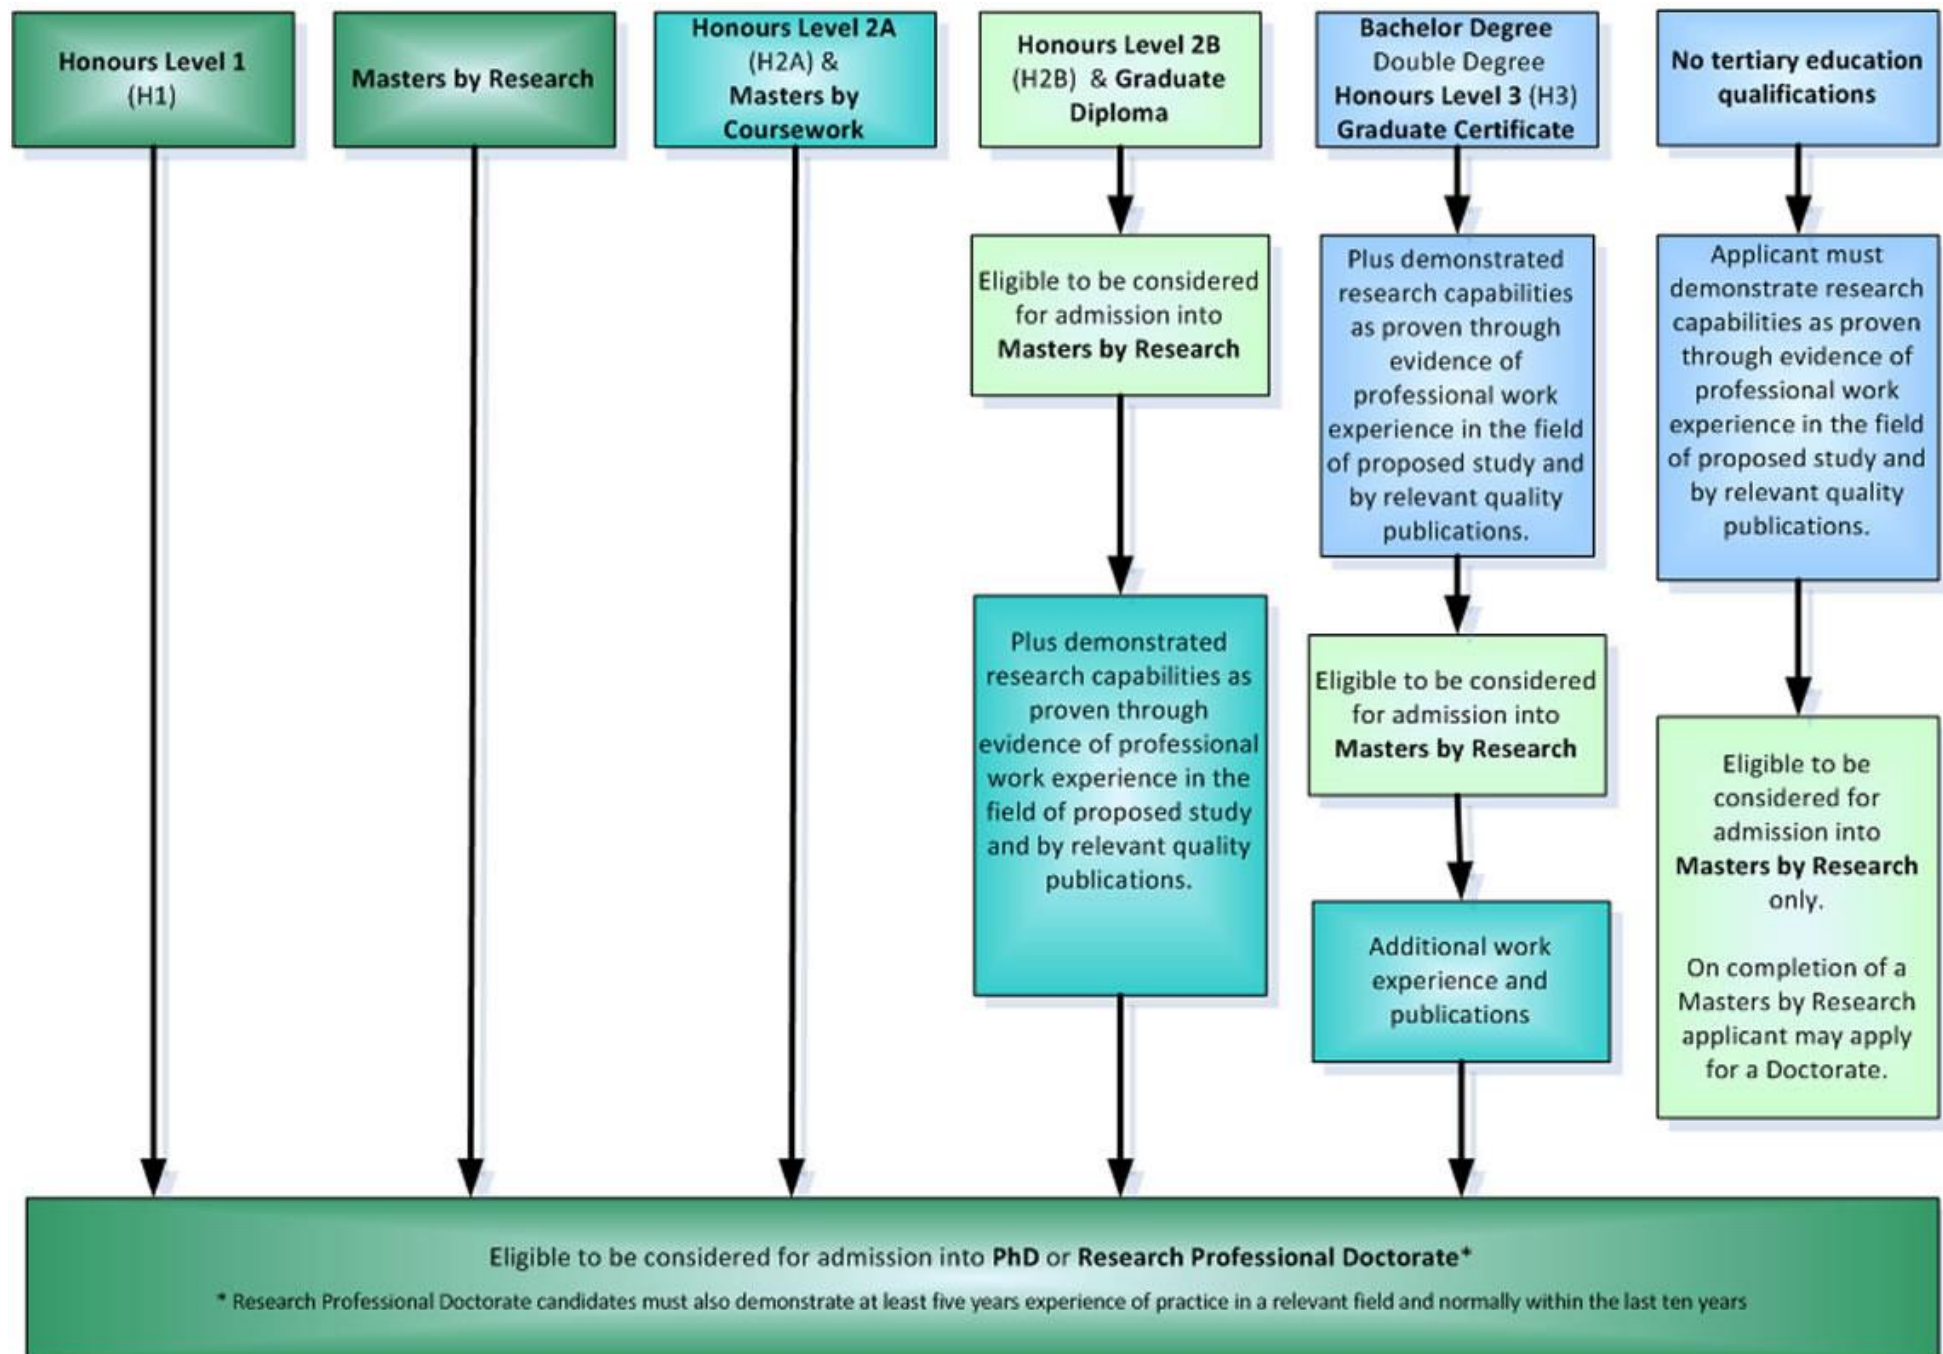 Honours Level 1
(H1)
Masters by Research
Honours Level 2A
(H2A) &
Masters by
Coursework
Honours Level 2B
(H2B) & Graduate
Diploma
Bachelor Degree
Double Degree
Honours Level 3 (H3)
Graduate Certificate
No tertiary education
qualifications
Eligible to be considered
for admission into
Masters by Research
Plus demonstrated
research capabilities as
proven through
evidence of professional
work experience in the
field of proposed study
and by relevant quality
publications.
Plus demonstrated
research capabilities
as proven through
evidence of
professional work
experience in the field
of proposed study and
by relevant quality
publications.
Eligible to be considered
for admission into
Masters by Research
Additional work
experience and
publications
Applicant must
demonstrate research
capabilities as proven
through evidence of
professional work
experience in the field
of proposed study and
by relevant quality
publications.
Eligible to be
considered for
admission into
Masters by Research
only.
On completion of a
Masters by Research
applicant may apply
for a Doctorate.
Eligible to be considered for admission into PhD or Research Professional Doctorate*
* Research Professional Doctorate candidates must also demonstrate at least five years experience of practice in a relevant field and normally within the last ten years